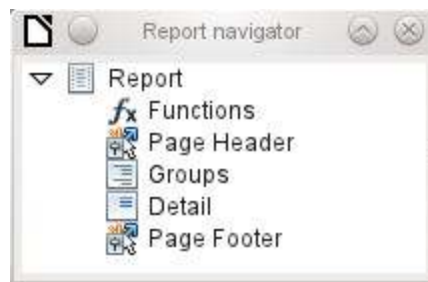 Report navigator
Report
Functions
Page Header
Groups
Detail
Page Footer